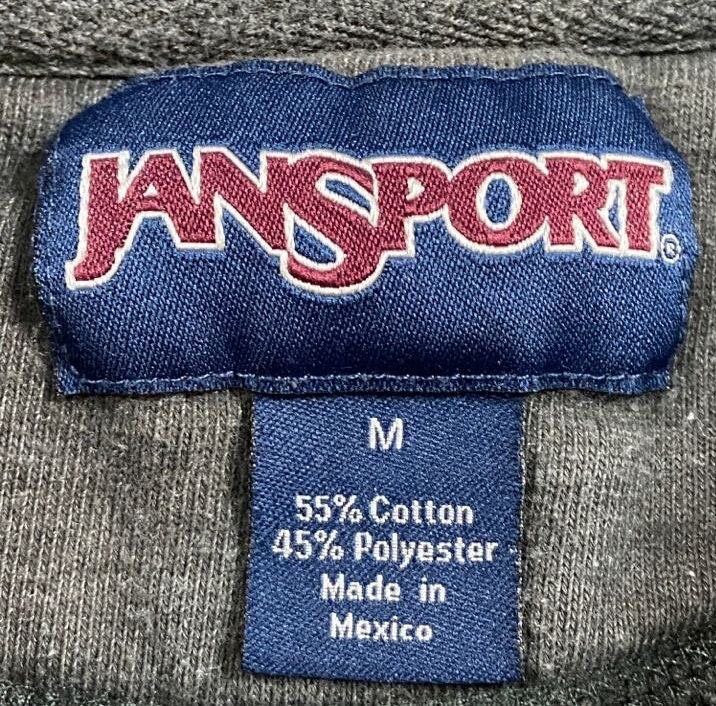 JANSPORT®
M
55% Cotton
45% Polyester
Made in
Mexico